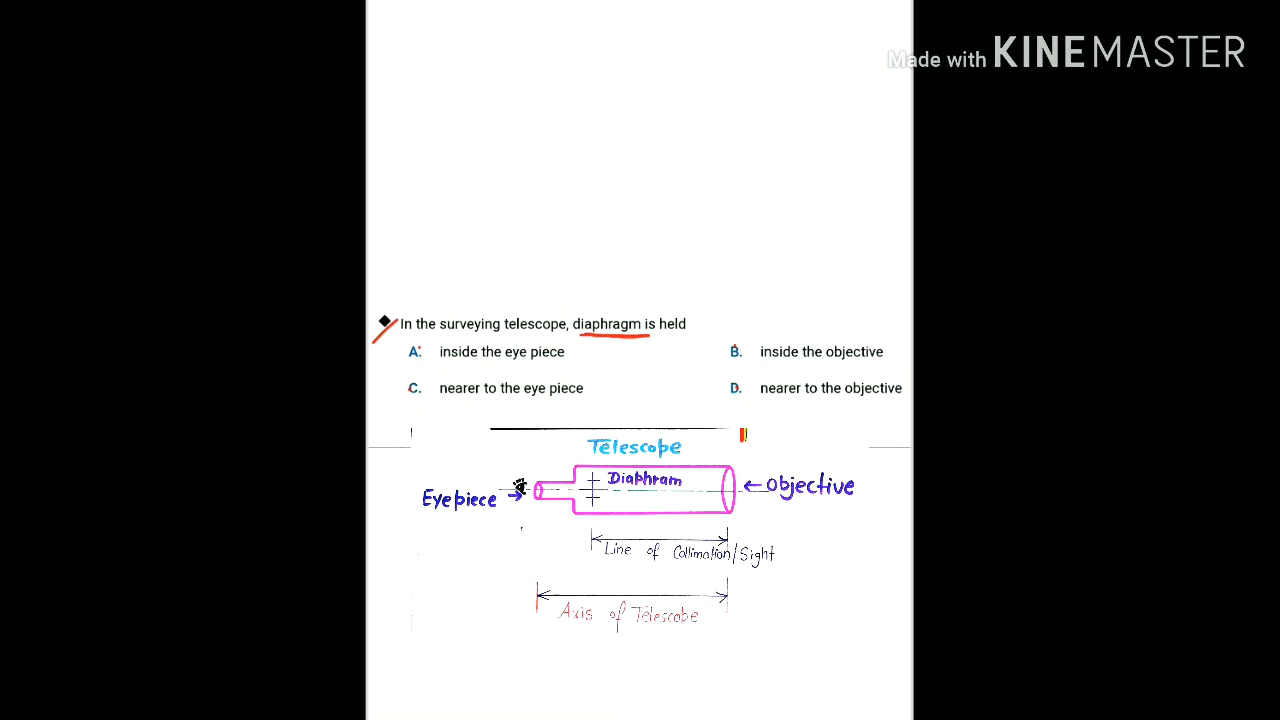 Made with KINEMASTER
In the surveying telescope, diaphragm is held
A. inside the eye piece
B. inside the objective
C. nearer to the eye piece
D. nearer to the objective
Telescope
Diaphram
Eyepiece
Objective
Line of Collimation/Sight
Axis of Telescope